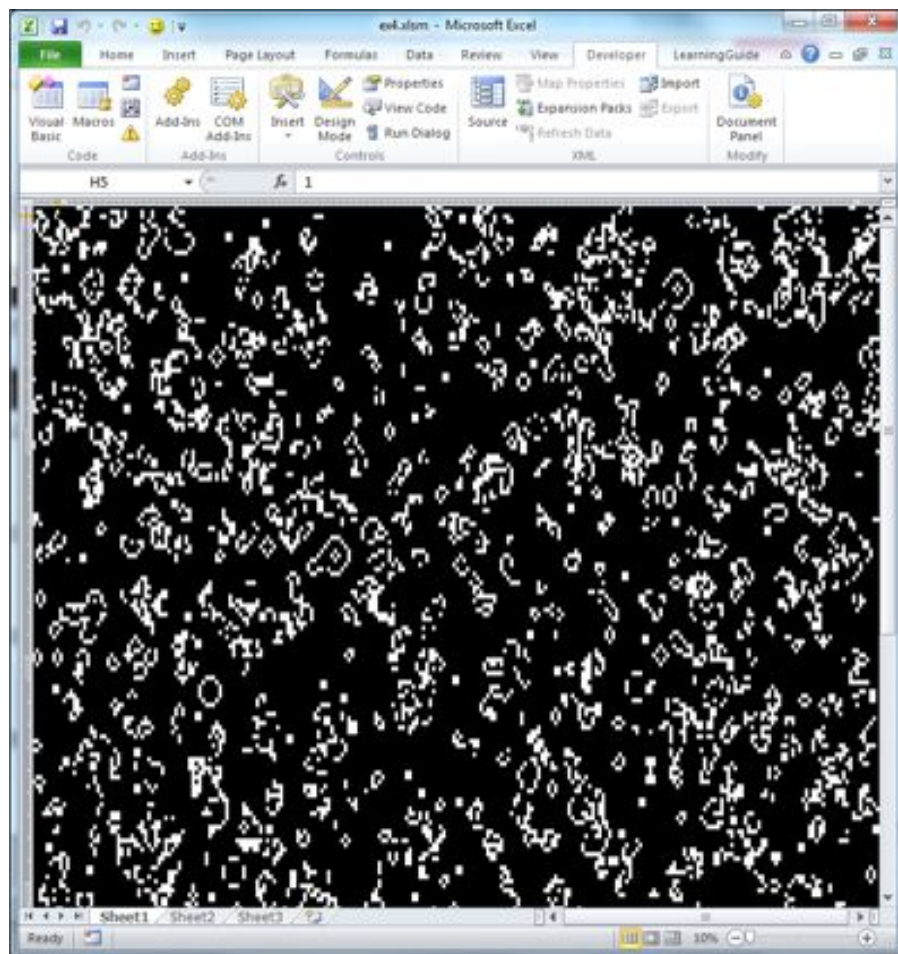 ex4.xlsm - Microsoft Excel
File Home Insert Page Layout Formulas Data Review View Developer LearningGuide
Visual Basic
Macros
Code
Add-Ins
COM Add-Ins
Add-Ins
Insert
Design Mode
Properties
View Code
Run Dialog
Controls
Source
Map Properties
Expansion Packs
Refresh Data
Import
Export
XML
Document Panel
Modify
H5 fx 1
Sheet1 Sheet2 Sheet3
Ready 10%